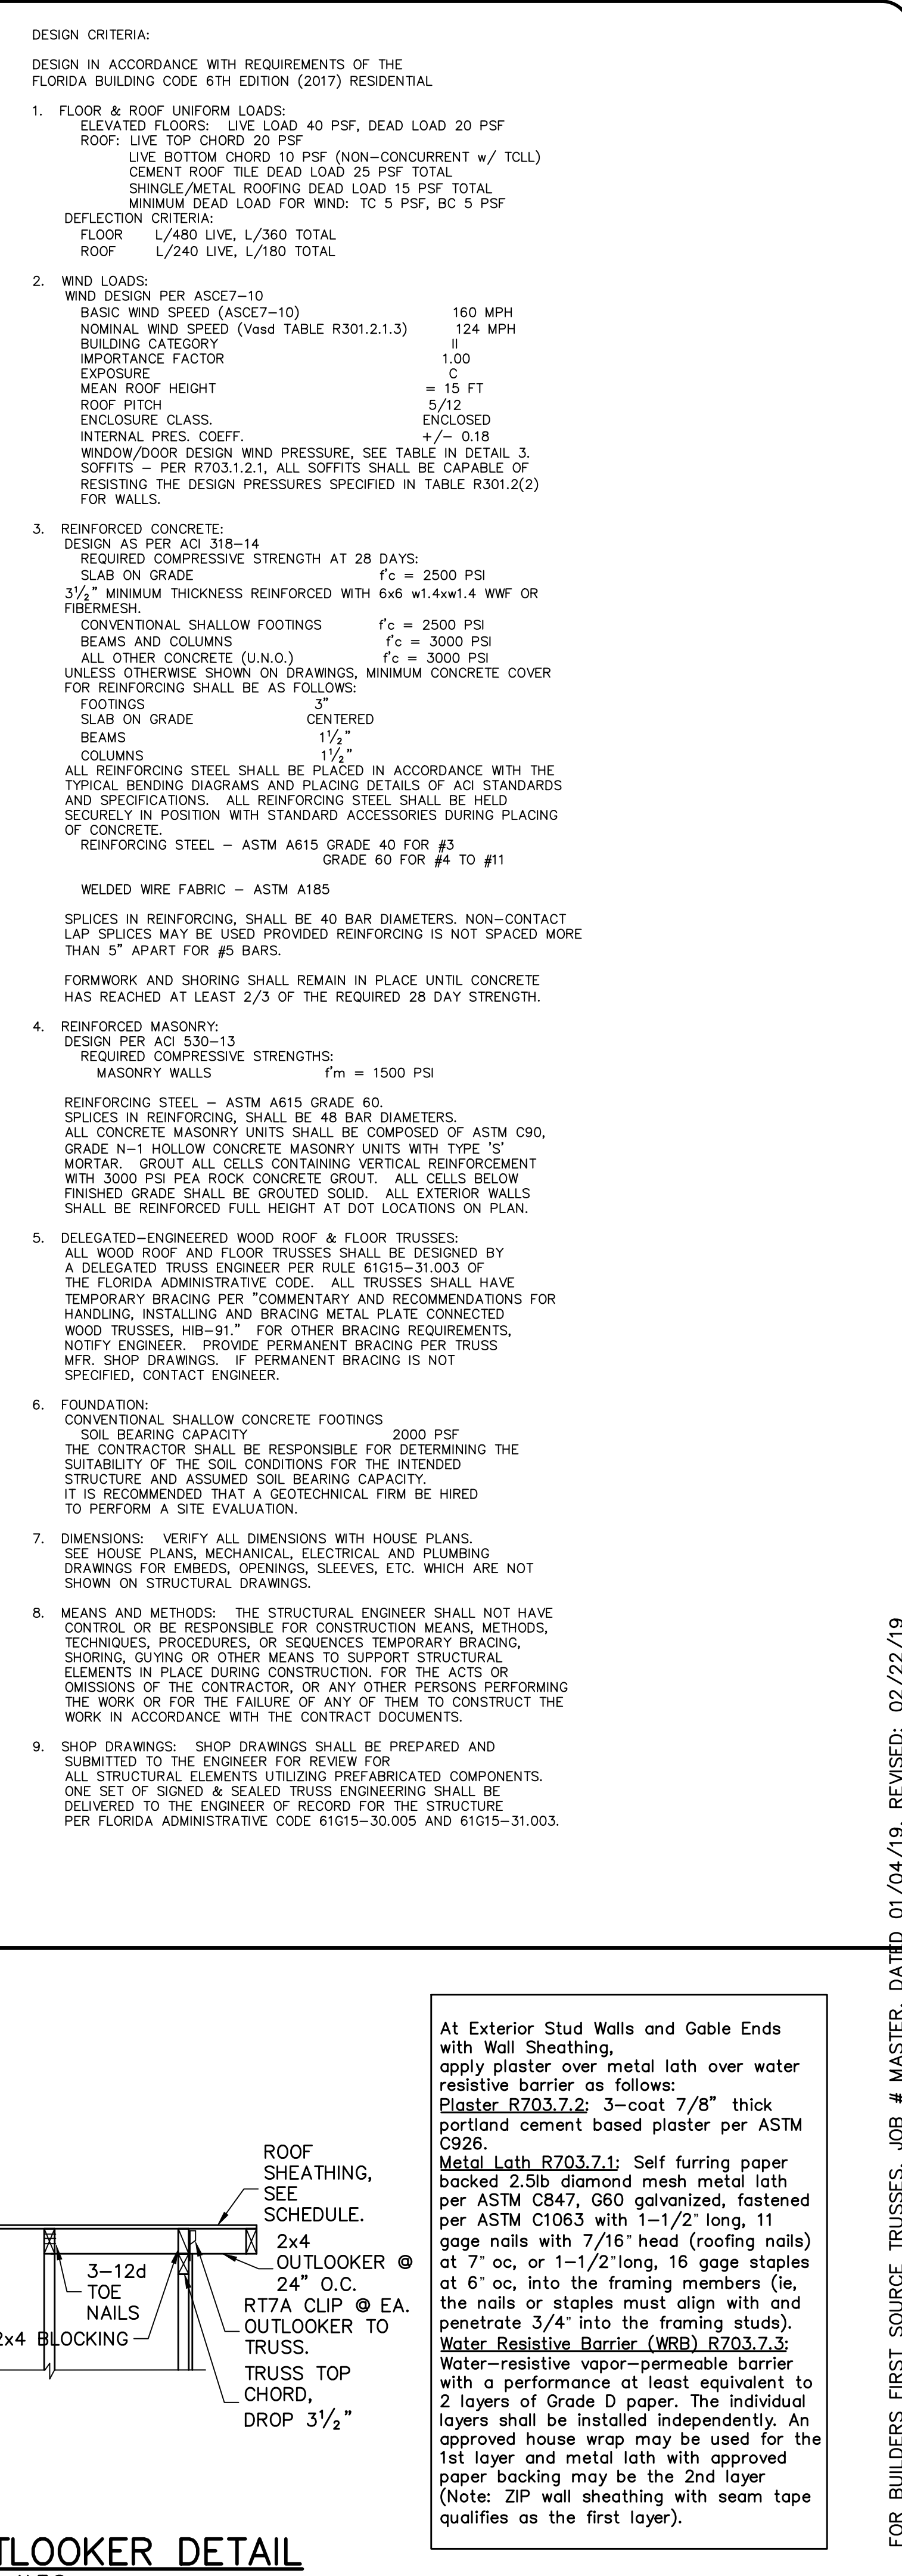 DESIGN CRITERIA:
DESIGN IN ACCORDANCE WITH REQUIREMENTS OF THE
FLORIDA BUILDING CODE 6TH EDITION (2017) RESIDENTIAL
1. FLOOR & ROOF UNIFORM LOADS:
ELEVATED FLOORS: LIVE LOAD 40 PSF, DEAD LOAD 20 PSF
ROOF: LIVE TOP CHORD 20 PSF
LIVE BOTTOM CHORD 10 PSF (NON-CONCURRENT w/ TCLL)
CEMENT ROOF TILE DEAD LOAD 25 PSF TOTAL
SHINGLE/METAL ROOFING DEAD LOAD 15 PSF TOTAL
MINIMUM DEAD LOAD FOR WIND: TC 5 PSF, BC 5 PSF
DEFLECTION CRITERIA:
FLOOR L/480 LIVE, L/360 TOTAL
ROOF L/240 LIVE, L/180 TOTAL
2. WIND LOADS:
WIND DESIGN PER ASCE7-10
BASIC WIND SPEED (ASCE7-10) 160 MPH
NOMINAL WIND SPEED (Vasd TABLE R301.2.1.3) 124 MPH
BUILDING CATEGORY II
IMPORTANCE FACTOR 1.00
EXPOSURE C
MEAN ROOF HEIGHT = 15 FT
ROOF PITCH 5/12
ENCLOSURE CLASS. ENCLOSED
INTERNAL PRES. COEFF. +/- 0.18
WINDOW/DOOR DESIGN WIND PRESSURE, SEE TABLE IN DETAIL 3.
SOFFITS - PER R703.1.2.1, ALL SOFFITS SHALL BE CAPABLE OF
RESISTING THE DESIGN PRESSURES SPECIFIED IN TABLE R301.2(2)
FOR WALLS.
3. REINFORCED CONCRETE:
DESIGN AS PER ACI 318-14
REQUIRED COMPRESSIVE STRENGTH AT 28 DAYS:
SLAB ON GRADE f'c = 2500 PSI
3½" MINIMUM THICKNESS REINFORCED WITH 6x6 w1.4xw1.4 WWF OR
FIBERMESH.
CONVENTIONAL SHALLOW FOOTINGS f'c = 2500 PSI
BEAMS AND COLUMNS f'c = 3000 PSI
ALL OTHER CONCRETE (U.N.O.) f'c = 3000 PSI
UNLESS OTHERWISE SHOWN ON DRAWINGS, MINIMUM CONCRETE COVER
FOR REINFORCING SHALL BE AS FOLLOWS:
FOOTINGS 3"
SLAB ON GRADE CENTERED
BEAMS 1½"
COLUMNS 1½"
ALL REINFORCING STEEL SHALL BE PLACED IN ACCORDANCE WITH THE
TYPICAL BENDING DIAGRAMS AND PLACING DETAILS OF ACI STANDARDS
AND SPECIFICATIONS. ALL REINFORCING STEEL SHALL BE HELD
SECURELY IN POSITION WITH STANDARD ACCESSORIES DURING PLACING
OF CONCRETE.
REINFORCING STEEL - ASTM A615 GRADE 40 FOR #3
GRADE 60 FOR #4 TO #11
WELDED WIRE FABRIC - ASTM A185
SPLICES IN REINFORCING, SHALL BE 40 BAR DIAMETERS. NON-CONTACT
LAP SPLICES MAY BE USED PROVIDED REINFORCING IS NOT SPACED MORE
THAN 5" APART FOR #5 BARS.
FORMWORK AND SHORING SHALL REMAIN IN PLACE UNTIL CONCRETE
HAS REACHED AT LEAST 2/3 OF THE REQUIRED 28 DAY STRENGTH.
4. REINFORCED MASONRY:
DESIGN PER ACI 530-13
REQUIRED COMPRESSIVE STRENGTHS:
MASONRY WALLS f'm = 1500 PSI
REINFORCING STEEL - ASTM A615 GRADE 60.
SPLICES IN REINFORCING, SHALL BE 48 BAR DIAMETERS.
ALL CONCRETE MASONRY UNITS SHALL BE COMPOSED OF ASTM C90,
GRADE N-1 HOLLOW CONCRETE MASONRY UNITS WITH TYPE 'S'
MORTAR. GROUT ALL CELLS CONTAINING VERTICAL REINFORCEMENT
WITH 3000 PSI PEA ROCK CONCRETE GROUT. ALL CELLS BELOW
FINISHED GRADE SHALL BE GROUTED SOLID. ALL EXTERIOR WALLS
SHALL BE REINFORCED FULL HEIGHT AT DOT LOCATIONS ON PLAN.
5. DELEGATED-ENGINEERED WOOD ROOF & FLOOR TRUSSES:
ALL WOOD ROOF AND FLOOR TRUSSES SHALL BE DESIGNED BY
A DELEGATED TRUSS ENGINEER PER RULE 61G15-31.003 OF
THE FLORIDA ADMINISTRATIVE CODE. ALL TRUSSES SHALL HAVE
TEMPORARY BRACING PER "COMMENTARY AND RECOMMENDATIONS FOR
HANDLING, INSTALLING AND BRACING METAL PLATE CONNECTED
WOOD TRUSSES, HIB-91." FOR OTHER BRACING REQUIREMENTS,
NOTIFY ENGINEER. PROVIDE PERMANENT BRACING PER TRUSS
MFR. SHOP DRAWINGS. IF PERMANENT BRACING IS NOT
SPECIFIED, CONTACT ENGINEER.
6. FOUNDATION:
CONVENTIONAL SHALLOW CONCRETE FOOTINGS
SOIL BEARING CAPACITY 2000 PSF
THE CONTRACTOR SHALL BE RESPONSIBLE FOR DETERMINING THE
SUITABILITY OF THE SOIL CONDITIONS FOR THE INTENDED
STRUCTURE AND ASSUMED SOIL BEARING CAPACITY.
IT IS RECOMMENDED THAT A GEOTECHNICAL FIRM BE HIRED
TO PERFORM A SITE EVALUATION.
7. DIMENSIONS: VERIFY ALL DIMENSIONS WITH HOUSE PLANS.
SEE HOUSE PLANS, MECHANICAL, ELECTRICAL AND PLUMBING
DRAWINGS FOR EMBEDS, OPENINGS, SLEEVES, ETC. WHICH ARE NOT
SHOWN ON STRUCTURAL DRAWINGS.
8. MEANS AND METHODS: THE STRUCTURAL ENGINEER SHALL NOT HAVE
CONTROL OR BE RESPONSIBLE FOR CONSTRUCTION MEANS, METHODS,
TECHNIQUES, PROCEDURES, OR SEQUENCES TEMPORARY BRACING,
SHORING, GUYING OR OTHER MEANS TO SUPPORT STRUCTURAL
ELEMENTS IN PLACE DURING CONSTRUCTION. FOR THE ACTS OR
OMISSIONS OF THE CONTRACTOR, OR ANY OTHER PERSONS PERFORMING
THE WORK OR FOR THE FAILURE OF ANY OF THEM TO CONSTRUCT THE
WORK IN ACCORDANCE WITH THE CONTRACT DOCUMENTS.
9. SHOP DRAWINGS: SHOP DRAWINGS SHALL BE PREPARED AND
SUBMITTED TO THE ENGINEER FOR REVIEW FOR
ALL STRUCTURAL ELEMENTS UTILIZING PREFABRICATED COMPONENTS.
ONE SET OF SIGNED & SEALED TRUSS ENGINEERING SHALL BE
DELIVERED TO THE ENGINEER OF RECORD FOR THE STRUCTURE
PER FLORIDA ADMINISTRATIVE CODE 61G15-30.005 AND 61G15-31.003.
ROOF
SHEATHING,
SEE
SCHEDULE.
2x4
OUTLOOKER @
24" O.C.
RT7A CLIP @ EA.
OUTLOOKER TO
TRUSS.
TRUSS TOP
CHORD,
DROP 3½"
3-12d
TOE
NAILS
2x4 BLOCKING
TLOOKER DETAIL
At Exterior Stud Walls and Gable Ends
with Wall Sheathing,
apply plaster over metal lath over water
resistive barrier as follows:
Plaster R703.7.2: 3-coat 7/8" thick
portland cement based plaster per ASTM
C926.
Metal Lath R703.7.1: Self furring paper
backed 2.5lb diamond mesh metal lath
per ASTM C847, G60 galvanized, fastened
per ASTM C1063 with 1-1/2" long, 11
gage nails with 7/16" head (roofing nails)
at 7" oc, or 1-1/2"long, 16 gage staples
at 6" oc, into the framing members (ie,
the nails or staples must align with and
penetrate 3/4" into the framing studs).
Water Resistive Barrier (WRB) R703.7.3:
Water-resistive vapor-permeable barrier
with a performance at least equivalent to
2 layers of Grade D paper. The individual
layers shall be installed independently. An
approved house wrap may be used for the
1st layer and metal lath with approved
paper backing may be the 2nd layer
(Note: ZIP wall sheathing with seam tape
qualifies as the first layer).
FOR BUILDERS FIRST SOURCE TRUSSES, JOB # MASTER, DATED 01/04/19, REVISED: 02/22/19